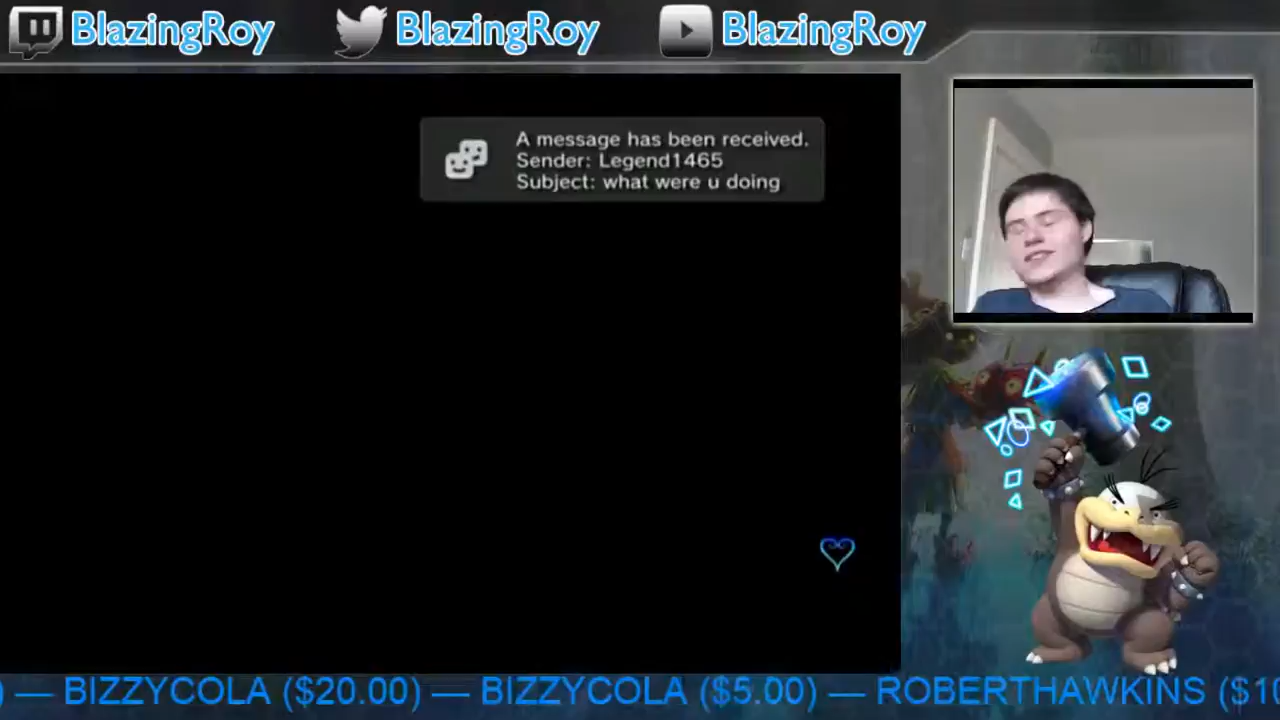 BlazingRoy BlazingRoy BlazingRoy
A message has been received.
Sender: Legend1465
Subject: what were u doing
) — BIZZYCOLA ($20.00) — BIZZYCOLA ($5.00) — ROBERTHAWKINS ($10